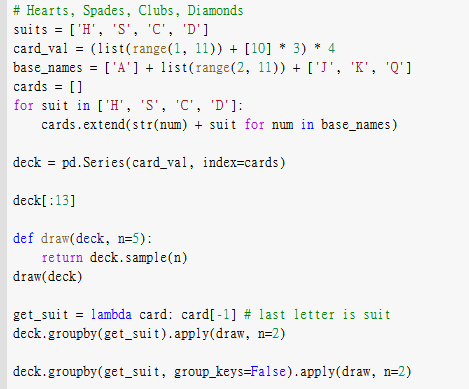 # Hearts, Spades, Clubs, Diamonds
suits = ['H', 'S', 'C', 'D']
card_val = (list(range(1, 11)) + [10] * 3) * 4
base_names = ['A'] + list(range(2, 11)) + ['J', 'K', 'Q']
cards = []
for suit in ['H', 'S', 'C', 'D']:
    cards.extend(str(num) + suit for num in base_names)

deck = pd.Series(card_val, index=cards)

deck[:13]

def draw(deck, n=5):
    return deck.sample(n)
draw(deck)

get_suit = lambda card: card[-1] # last letter is suit
deck.groupby(get_suit).apply(draw, n=2)

deck.groupby(get_suit, group_keys=False).apply(draw, n=2)